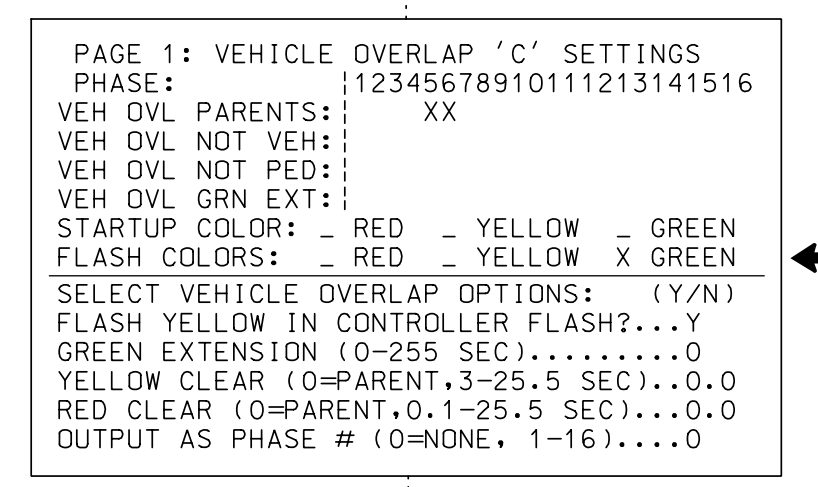 PAGE 1: VEHICLE OVERLAP 'C' SETTINGS
PHASE: |12345678910111213141516
VEH OVL PARENTS:| XX
VEH OVL NOT VEH:|
VEH OVL NOT PED:|
VEH OVL GRN EXT:|
STARTUP COLOR: _ RED _ YELLOW _ GREEN
FLASH COLORS: _ RED _ YELLOW X GREEN
SELECT VEHICLE OVERLAP OPTIONS: (Y/N)
FLASH YELLOW IN CONTROLLER FLASH?...Y
GREEN EXTENSION (0-255 SEC).........0
YELLOW CLEAR (0=PARENT,3-25.5 SEC)..0.0
RED CLEAR (0=PARENT,0.1-25.5 SEC)...0.0
OUTPUT AS PHASE # (0=NONE, 1-16)....0